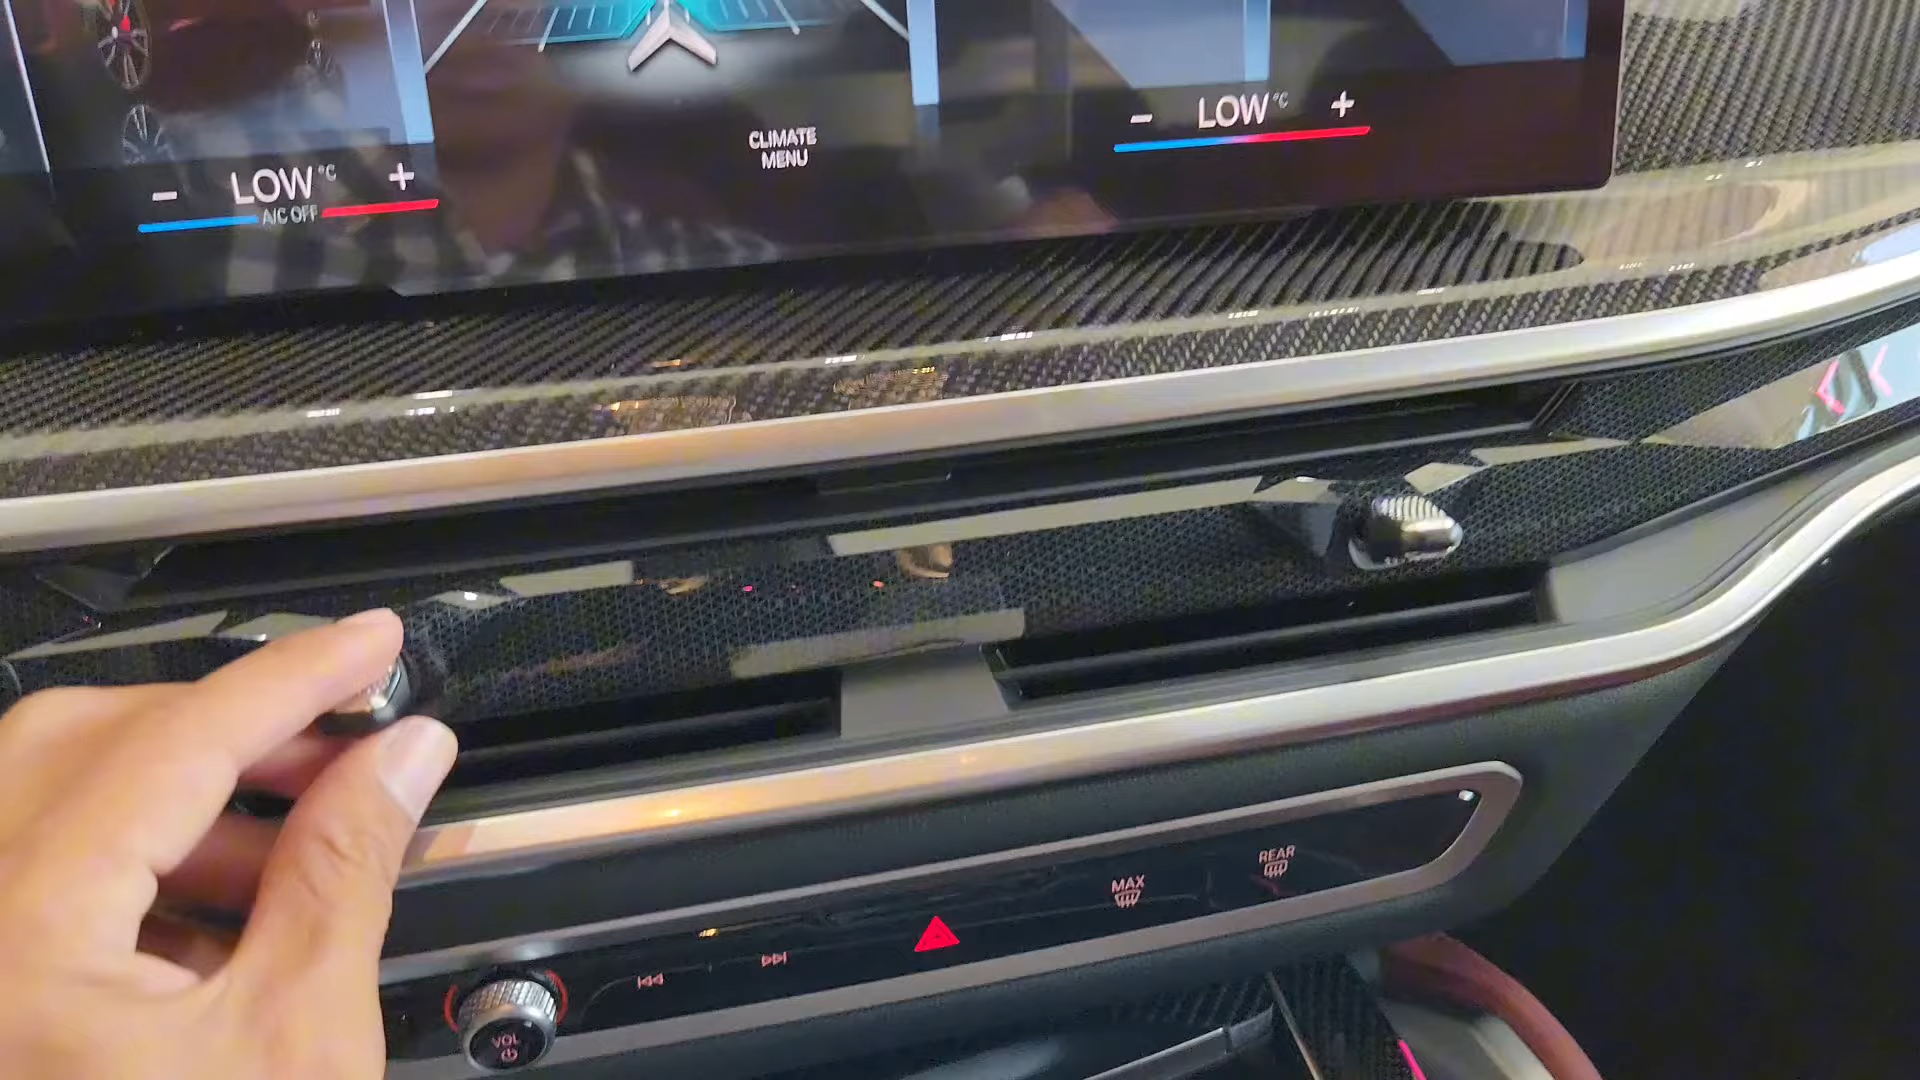 - LOW °C +
A/C OFF
CLIMATE
MENU
- LOW °C +
MAX
REAR
VOL